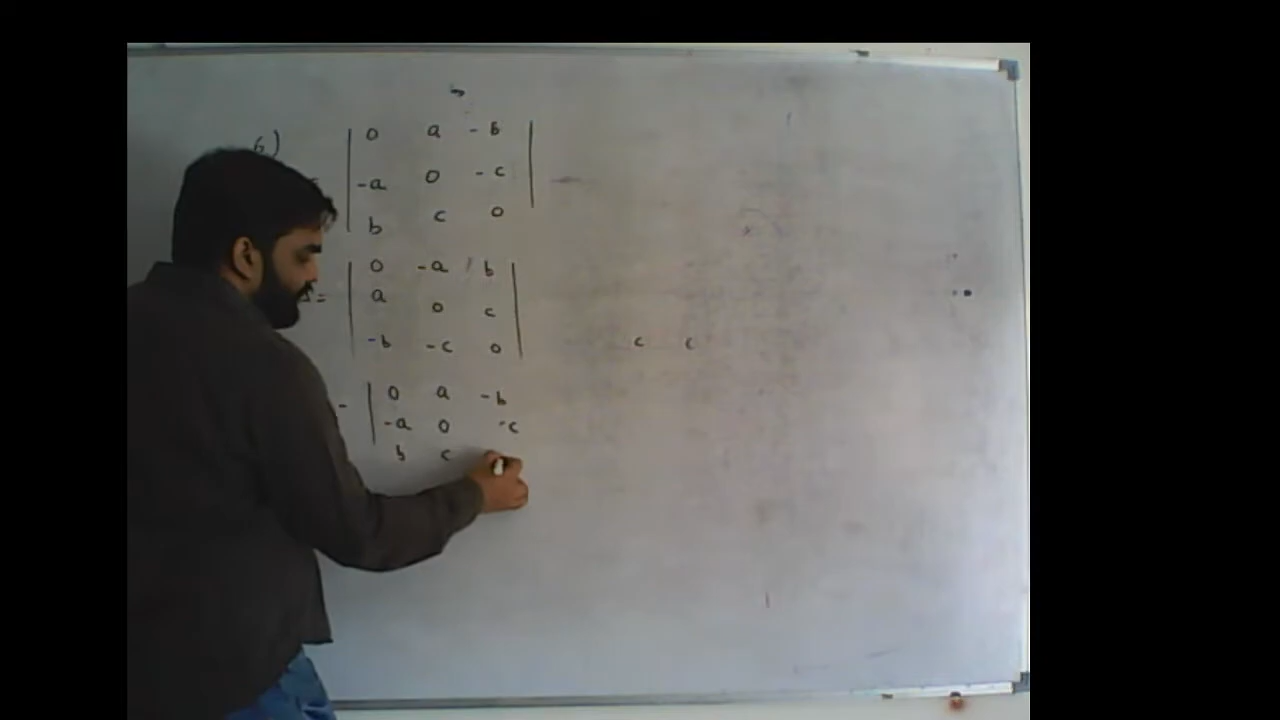 6)
| 0 a -b |
| -a 0 -c |
| b c 0 |
= | 0 -a b |
| a 0 c |
| -b -c 0 |
c c
- | 0 a -b
| -a 0 -c
b c